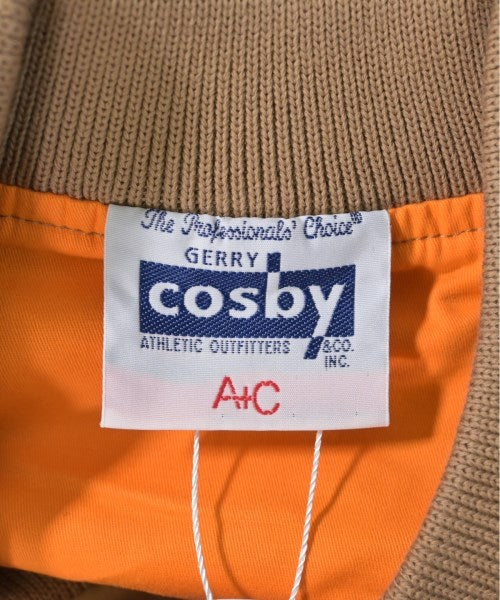 The Professionals' Choice®
GERRY
cosby
ATHLETIC OUTFITTERS &CO.
INC.
A+C